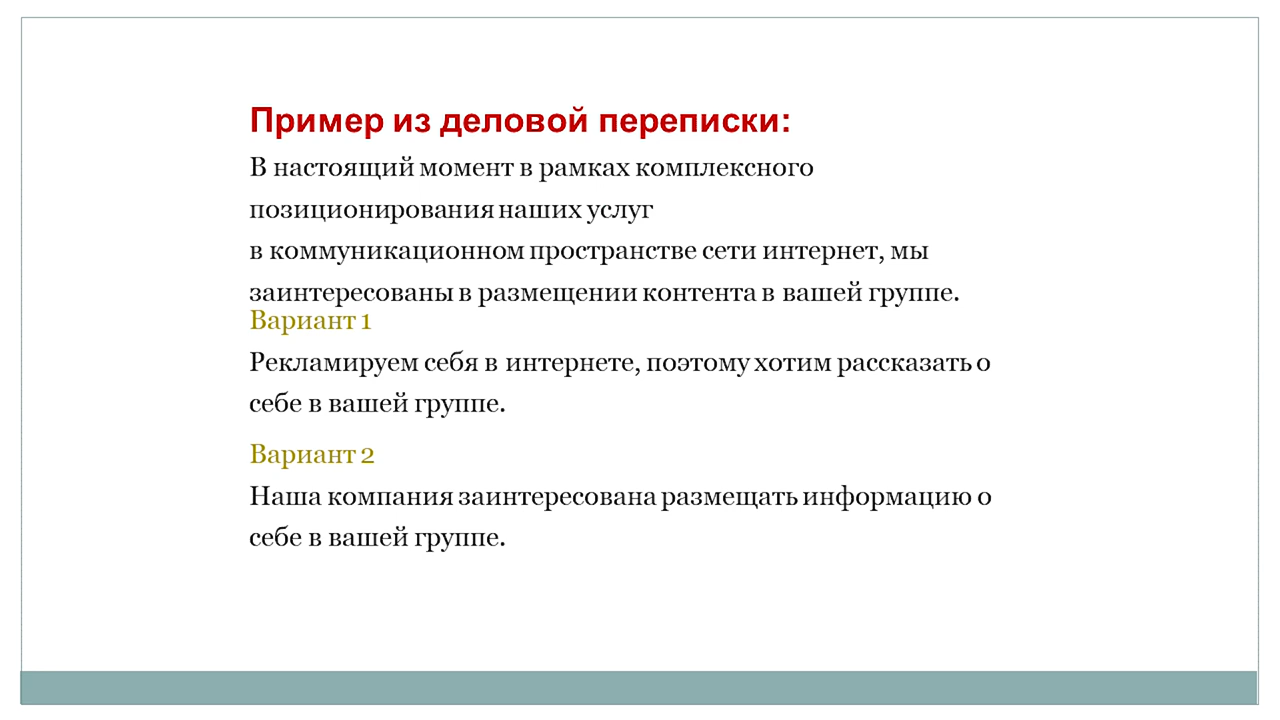 Пример из деловой переписки:
В настоящий момент в рамках комплексного
позиционирования наших услуг
в коммуникационном пространстве сети интернет, мы
заинтересованы в размещении контента в вашей группе.
Вариант 1
Рекламируем себя в интернете, поэтому хотим рассказать о
себе в вашей группе.
Вариант 2
Наша компания заинтересована размещать информацию о
себе в вашей группе.